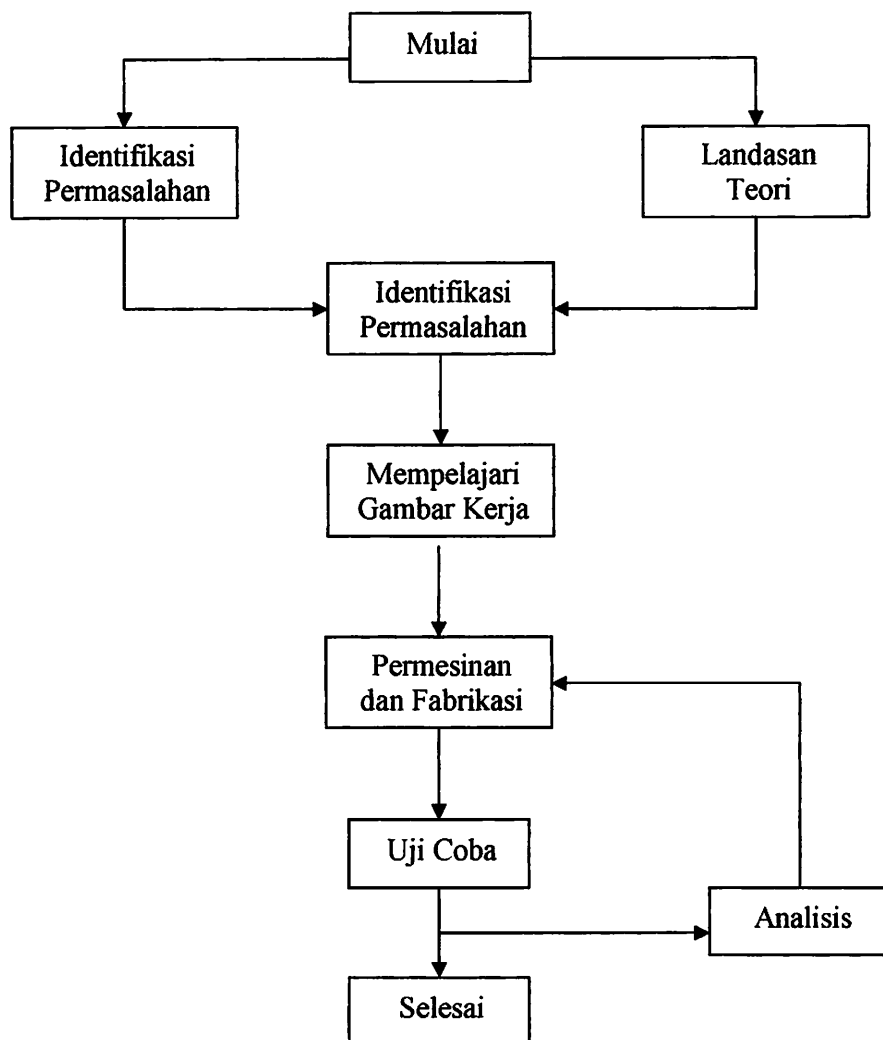 Mulai
Identifikasi
Permasalahan
Landasan
Teori
Identifikasi
Permasalahan
Mempelajari
Gambar Kerja
Permesinan
dan Fabrikasi
Uji Coba
Analisis
Selesai